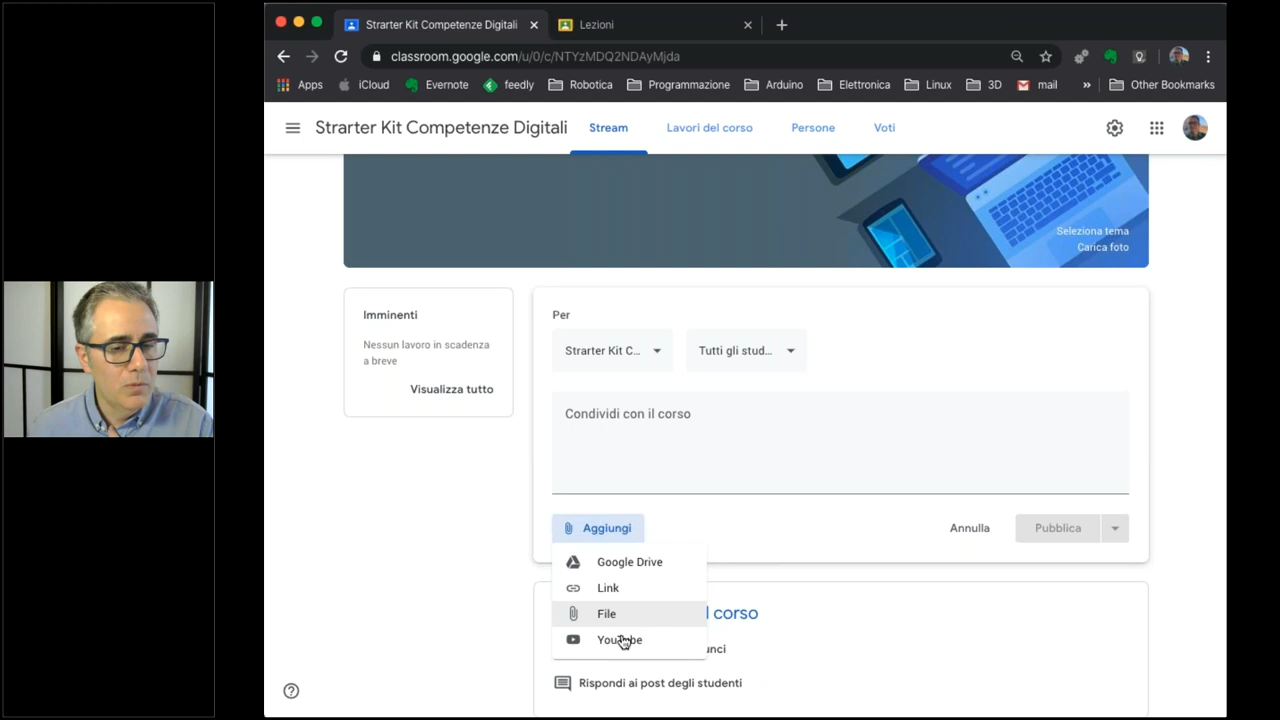 Strarter Kit Competenze Digitali
Lezioni
classroom.google.com/u/0/c/NTYzMDQ2NDAyMjda
Apps
iCloud
Evernote
feedly
Robotica
Programmazione
Arduino
Elettronica
Linux
3D
mail
»
Other Bookmarks
Strarter Kit Competenze Digitali
Stream
Lavori del corso
Persone
Voti
Seleziona tema
Carica foto
Imminenti
Nessun lavoro in scadenza
a breve
Visualizza tutto
Per
Strarter Kit C...
Tutti gli stud...
Condividi con il corso
Aggiungi
Annulla
Pubblica
Google Drive
Link
File
YouTube
l corso
unci
Rispondi ai post degli studenti